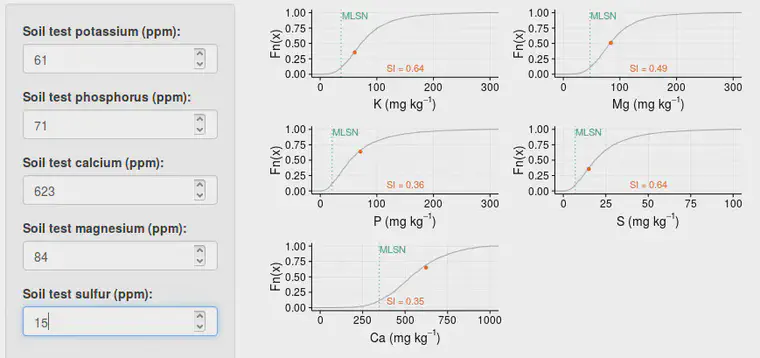 Soil test potassium (ppm):
61
Soil test phosphorus (ppm):
71
Soil test calcium (ppm):
623
Soil test magnesium (ppm):
84
Soil test sulfur (ppm):
15
1.00
0.75
0.50
0.25
0.00
Fn(x)
MLSN
SI = 0.64
0 100 200 300
K (mg kg⁻¹)
1.00
0.75
0.50
0.25
0.00
Fn(x)
MLSN
SI = 0.49
0 100 200 300
Mg (mg kg⁻¹)
1.00
0.75
0.50
0.25
0.00
Fn(x)
MLSN
SI = 0.36
0 100 200 300
P (mg kg⁻¹)
1.00
0.75
0.50
0.25
0.00
Fn(x)
MLSN
SI = 0.64
0 25 50 75 100
S (mg kg⁻¹)
1.00
0.75
0.50
0.25
0.00
Fn(x)
MLSN
SI = 0.35
0 250 500 750 1000
Ca (mg kg⁻¹)